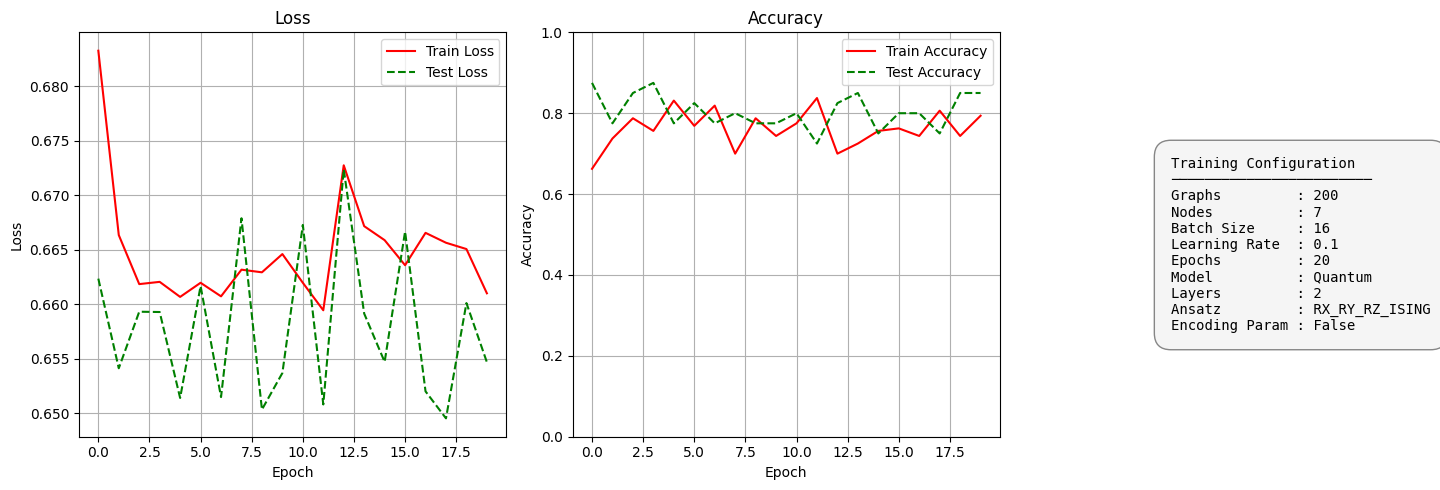 Loss
Train Loss
Test Loss
0.680
0.675
0.670
0.665
0.660
0.655
0.650
Loss
0.0 2.5 5.0 7.5 10.0 12.5 15.0 17.5
Epoch
Accuracy
Train Accuracy
Test Accuracy
1.0
0.8
0.6
0.4
0.2
0.0
Accuracy
0.0 2.5 5.0 7.5 10.0 12.5 15.0 17.5
Epoch
Training Configuration
────────────────────────
Graphs         : 200
Nodes          : 7
Batch Size     : 16
Learning Rate  : 0.1
Epochs         : 20
Model          : Quantum
Layers         : 2
Ansatz         : RX_RY_RZ_ISING
Encoding Param : False